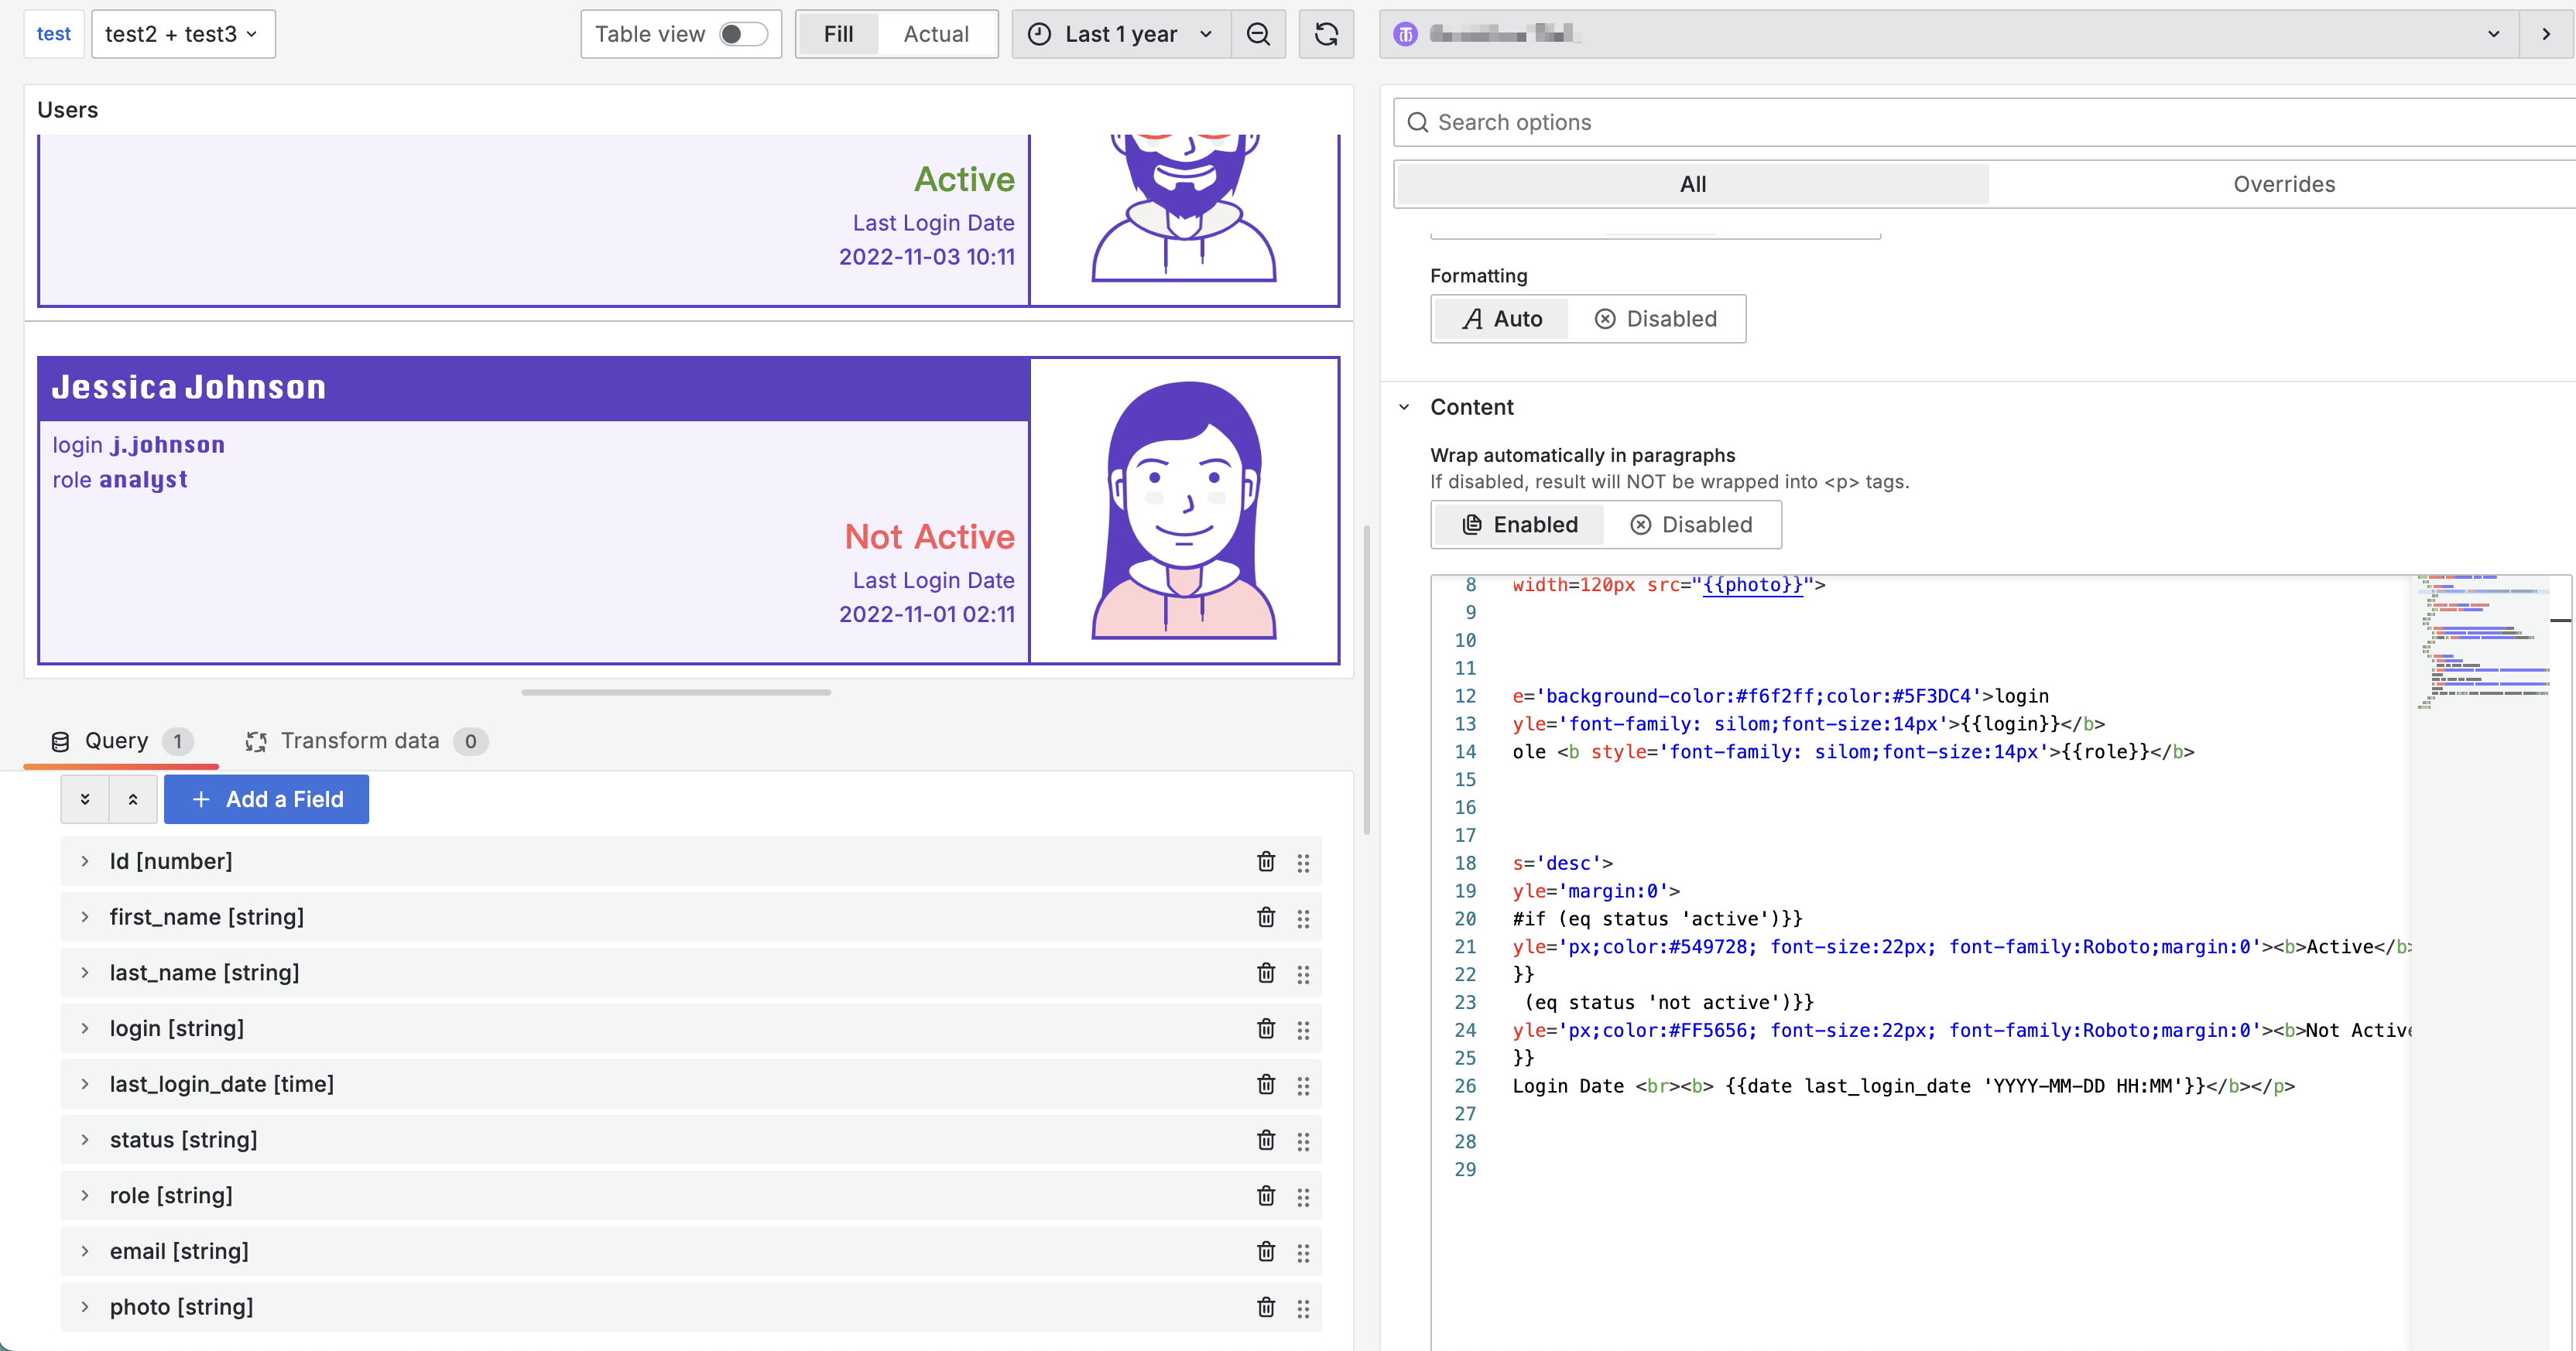 test
test2 + test3
Table view
Fill
Actual
Last 1 year
Users
Active
Last Login Date
2022-11-03 10:11
Jessica Johnson
login j.johnson
role analyst
Not Active
Last Login Date
2022-11-01 02:11
Query 1
Transform data 0
+ Add a Field
Id [number]
first_name [string]
last_name [string]
login [string]
last_login_date [time]
status [string]
role [string]
email [string]
photo [string]
Search options
All
Overrides
Formatting
Auto
Disabled
Content
Wrap automatically in paragraphs
If disabled, result will NOT be wrapped into <p> tags.
Enabled
Disabled
8 width=120px src="{{photo}}">
9
10
11
12 e='background-color:#f6f2ff;color:#5F3DC4'>login
13 yle='font-family: silom;font-size:14px'>{{login}}</b>
14 ole <b style='font-family: silom;font-size:14px'>{{role}}</b>
15
16
17
18 s='desc'>
19 yle='margin:0'>
20 #if (eq status 'active')}}
21 yle='px;color:#549728; font-size:22px; font-family:Roboto;margin:0'><b>Active</b>
22 }}
23 (eq status 'not active')}}
24 yle='px;color:#FF5656; font-size:22px; font-family:Roboto;margin:0'><b>Not Active
25 }}
26 Login Date <br><b> {{date last_login_date 'YYYY-MM-DD HH:MM'}}</b></p>
27
28
29